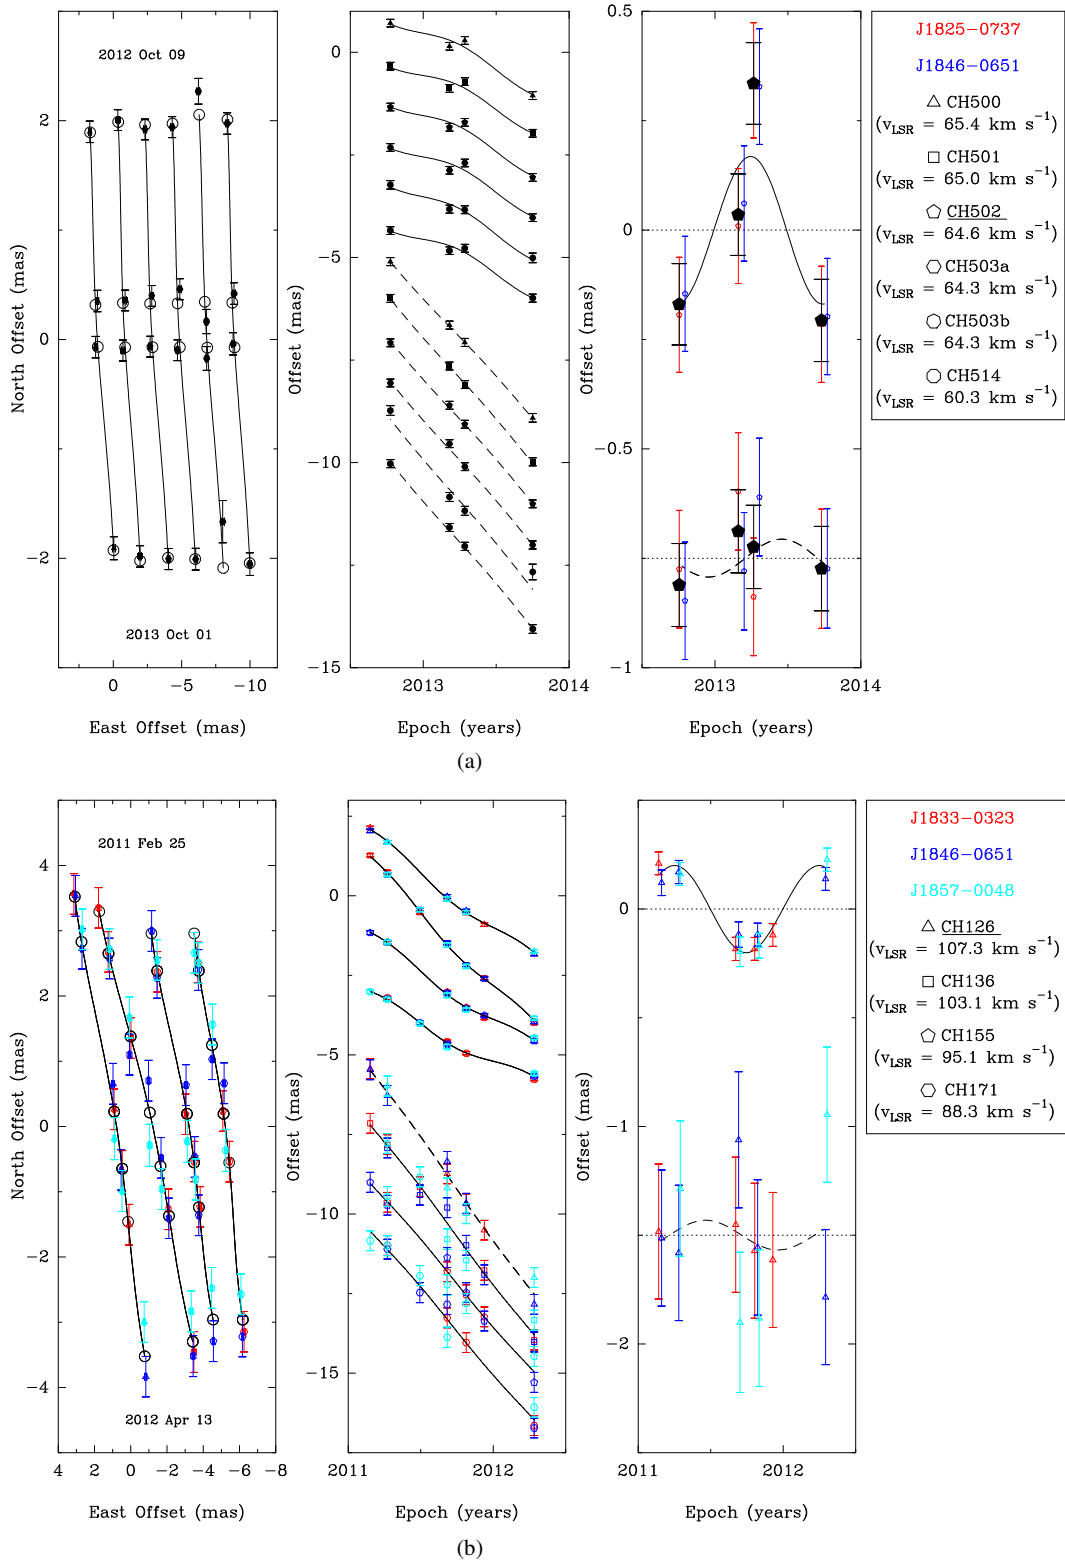 2012 Oct 09
2013 Oct 01
2
0
−2
North Offset (mas)
0
−5
−10
East Offset (mas)
0
−5
−10
−15
Offset (mas)
2013
2014
Epoch (years)
0.5
0
−0.5
−1
Offset (mas)
2013
2014
Epoch (years)
J1825−0737
J1846−0651
CH500
(vLSR = 65.4 km s−1)
CH501
(vLSR = 65.0 km s−1)
CH502
(vLSR = 64.6 km s−1)
CH503a
(vLSR = 64.3 km s−1)
CH503b
(vLSR = 64.3 km s−1)
CH514
(vLSR = 60.3 km s−1)
(a)
2011 Feb 25
2012 Apr 13
4
2
0
−2
−4
North Offset (mas)
4
2
0
−2
−4
−6
−8
East Offset (mas)
0
−5
−10
−15
Offset (mas)
2011
2012
Epoch (years)
0
−1
−2
Offset (mas)
2011
2012
Epoch (years)
J1833−0323
J1846−0651
J1857−0048
CH126
(vLSR = 107.3 km s−1)
CH136
(vLSR = 103.1 km s−1)
CH155
(vLSR = 95.1 km s−1)
CH171
(vLSR = 88.3 km s−1)
(b)